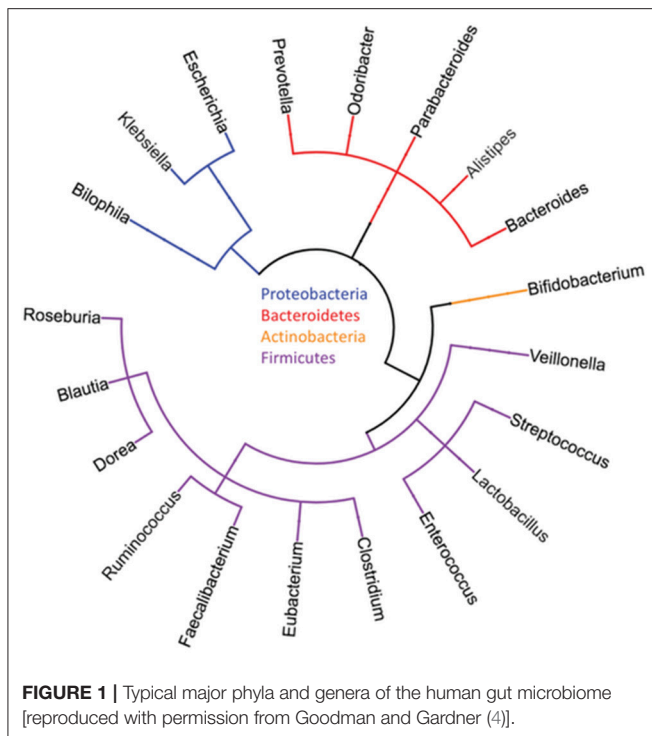 Escherichia
Klebsiella
Bilophila
Prevotella
Odoribacter
Parabacteroides
Alistipes
Bacteroides
Bifidobacterium
Veillonella
Streptococcus
Lactobacillus
Enterococcus
Clostridium
Eubacterium
Faecalibacterium
Ruminococcus
Dorea
Blautia
Roseburia
Proteobacteria
Bacteroidetes
Actinobacteria
Firmicutes
FIGURE 1 | Typical major phyla and genera of the human gut microbiome
[reproduced with permission from Goodman and Gardner (4)].